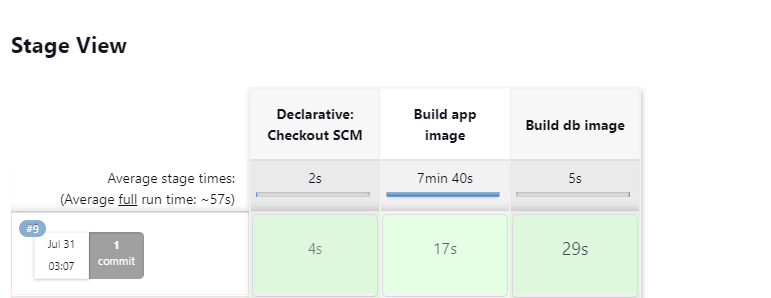 Stage View
Declarative:
Checkout SCM
Build app
image
Build db image
Average stage times:
2s
7min 40s
5s
(Average full run time: ~57s)
#9
Jul 31
03:07
1
commit
4s
17s
29s